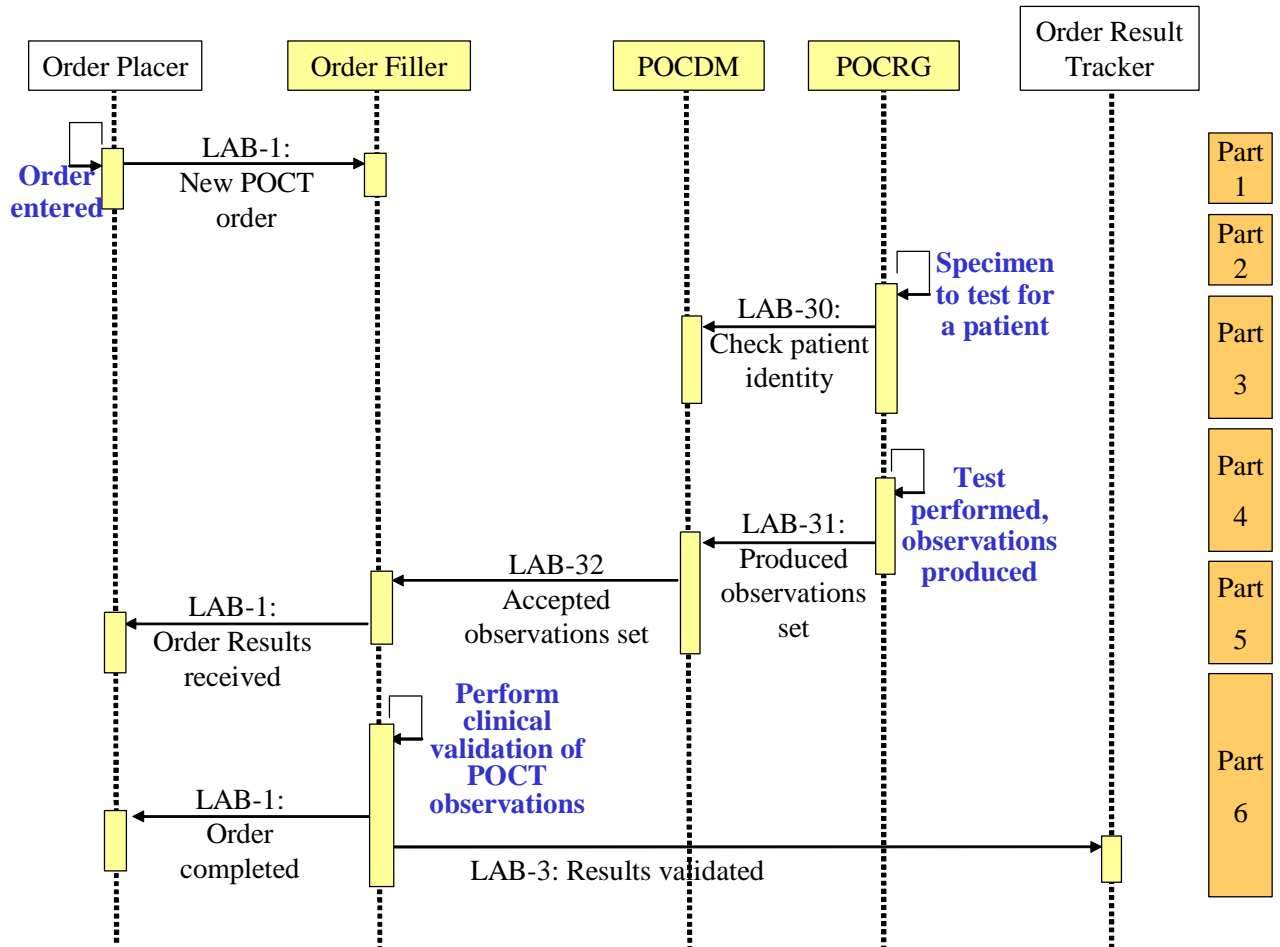 Order Placer
Order Filler
POCDM
POCRG
Order Result
Tracker
LAB-1:
New POCT
order
Order
entered
Part
1
Part
2
Specimen
to test for
a patient
LAB-30:
Check patient
identity
Part
3
Test
performed,
observations
produced
Part
4
LAB-31:
Produced
observations
set
LAB-32
Accepted
observations set
LAB-1:
Order Results
received
Part
5
Perform
clinical
validation of
POCT
observations
LAB-1:
Order
completed
LAB-3: Results validated
Part
6